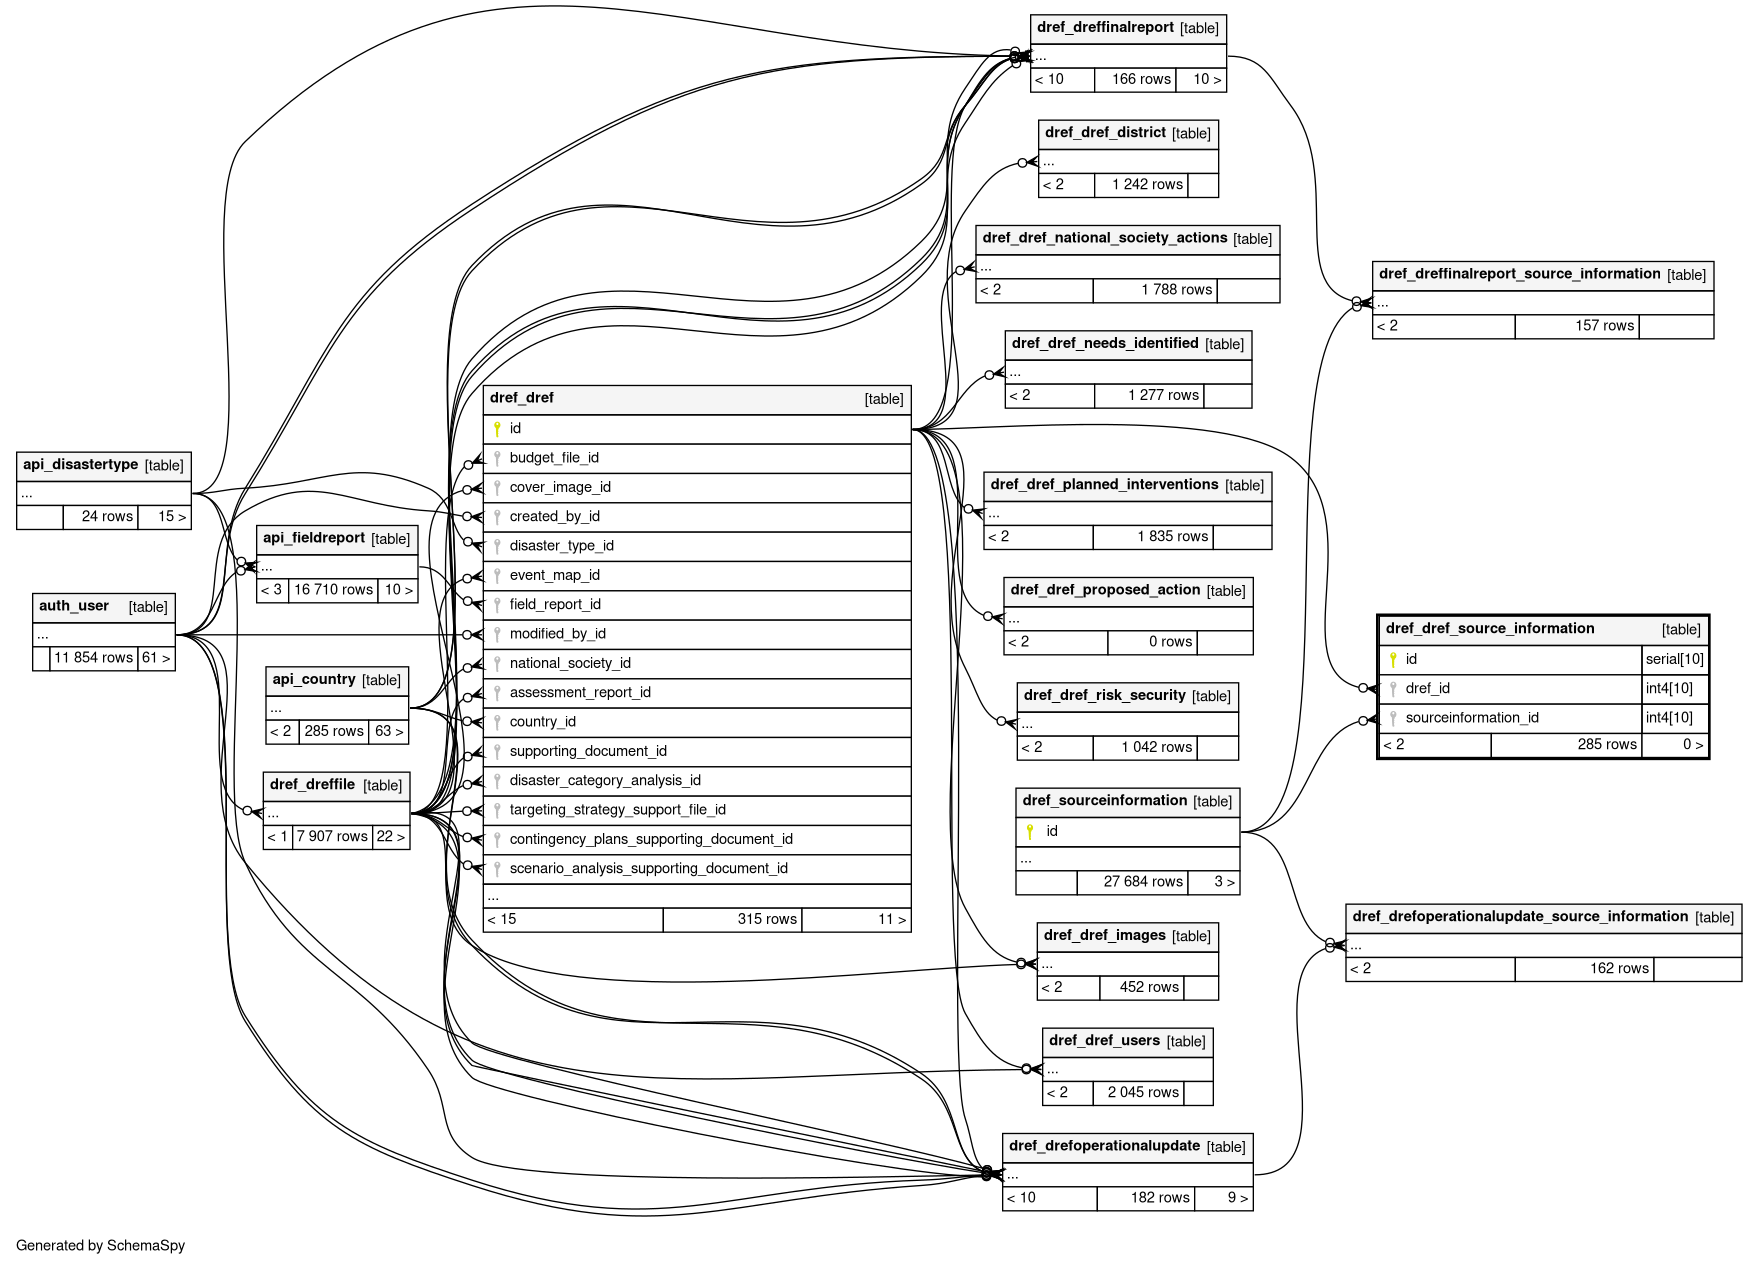 dref_dreffinalreport [table]
...
< 10 166 rows 10 >
dref_dref_district [table]
...
< 2 1 242 rows
dref_dref_national_society_actions [table]
...
< 2 1 788 rows
dref_dreffinalreport_source_information [table]
...
< 2 157 rows
dref_dref_needs_identified [table]
...
< 2 1 277 rows
dref_dref [table]
id
budget_file_id
cover_image_id
created_by_id
disaster_type_id
event_map_id
field_report_id
modified_by_id
national_society_id
assessment_report_id
country_id
supporting_document_id
disaster_category_analysis_id
targeting_strategy_support_file_id
contingency_plans_supporting_document_id
scenario_analysis_supporting_document_id
...
< 15 315 rows 11 >
api_disastertype [table]
...
24 rows 15 >
api_fieldreport [table]
...
< 3 16 710 rows 10 >
auth_user [table]
...
11 854 rows 61 >
api_country [table]
...
< 2 285 rows 63 >
dref_dreffile [table]
...
< 1 7 907 rows 22 >
dref_dref_planned_interventions [table]
...
< 2 1 835 rows
dref_dref_proposed_action [table]
...
< 2 0 rows
dref_dref_source_information [table]
id serial[10]
dref_id int4[10]
sourceinformation_id int4[10]
< 2 285 rows 0 >
dref_dref_risk_security [table]
...
< 2 1 042 rows
dref_sourceinformation [table]
id
...
27 684 rows 3 >
dref_drefoperationalupdate_source_information [table]
...
< 2 162 rows
dref_dref_images [table]
...
< 2 452 rows
dref_dref_users [table]
...
< 2 2 045 rows
dref_drefoperationalupdate [table]
...
< 10 182 rows 9 >
Generated by SchemaSpy